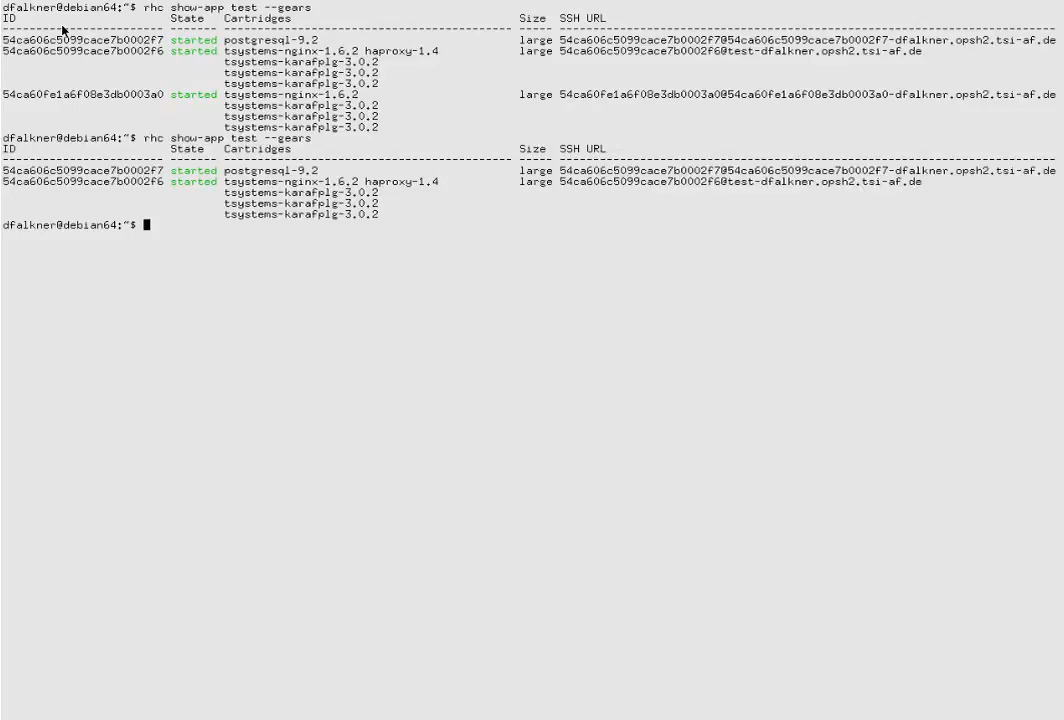 dfalkner@debian64:~$ rhc show-app test --gears
ID State Cartridges Size SSH URL
------------------------ ------- ------------------------------------------- ----- --------------------------------------------------------------------------
54ca606c5099cace7b0002f7 started postgresql-9.2 large 54ca606c5099cace7b0002f7@54ca606c5099cace7b0002f7-dfalkner.opsh2.tsi-af.de
54ca606c5099cace7b0002f6 started tsystems-nginx-1.6.2 haproxy-1.4 large 54ca606c5099cace7b0002f6@test-dfalkner.opsh2.tsi-af.de
tsystems-karafplg-3.0.2
tsystems-karafplg-3.0.2
tsystems-karafplg-3.0.2
54ca60fe1a6f08e3db0003a0 started tsystems-nginx-1.6.2 large 54ca60fe1a6f08e3db0003a0@54ca60fe1a6f08e3db0003a0-dfalkner.opsh2.tsi-af.de
tsystems-karafplg-3.0.2
tsystems-karafplg-3.0.2
tsystems-karafplg-3.0.2
dfalkner@debian64:~$ rhc show-app test --gears
ID State Cartridges Size SSH URL
------------------------ ------- ------------------------------------------- ----- --------------------------------------------------------------------------
54ca606c5099cace7b0002f7 started postgresql-9.2 large 54ca606c5099cace7b0002f7@54ca606c5099cace7b0002f7-dfalkner.opsh2.tsi-af.de
54ca606c5099cace7b0002f6 started tsystems-nginx-1.6.2 haproxy-1.4 large 54ca606c5099cace7b0002f6@test-dfalkner.opsh2.tsi-af.de
tsystems-karafplg-3.0.2
tsystems-karafplg-3.0.2
tsystems-karafplg-3.0.2
dfalkner@debian64:~$